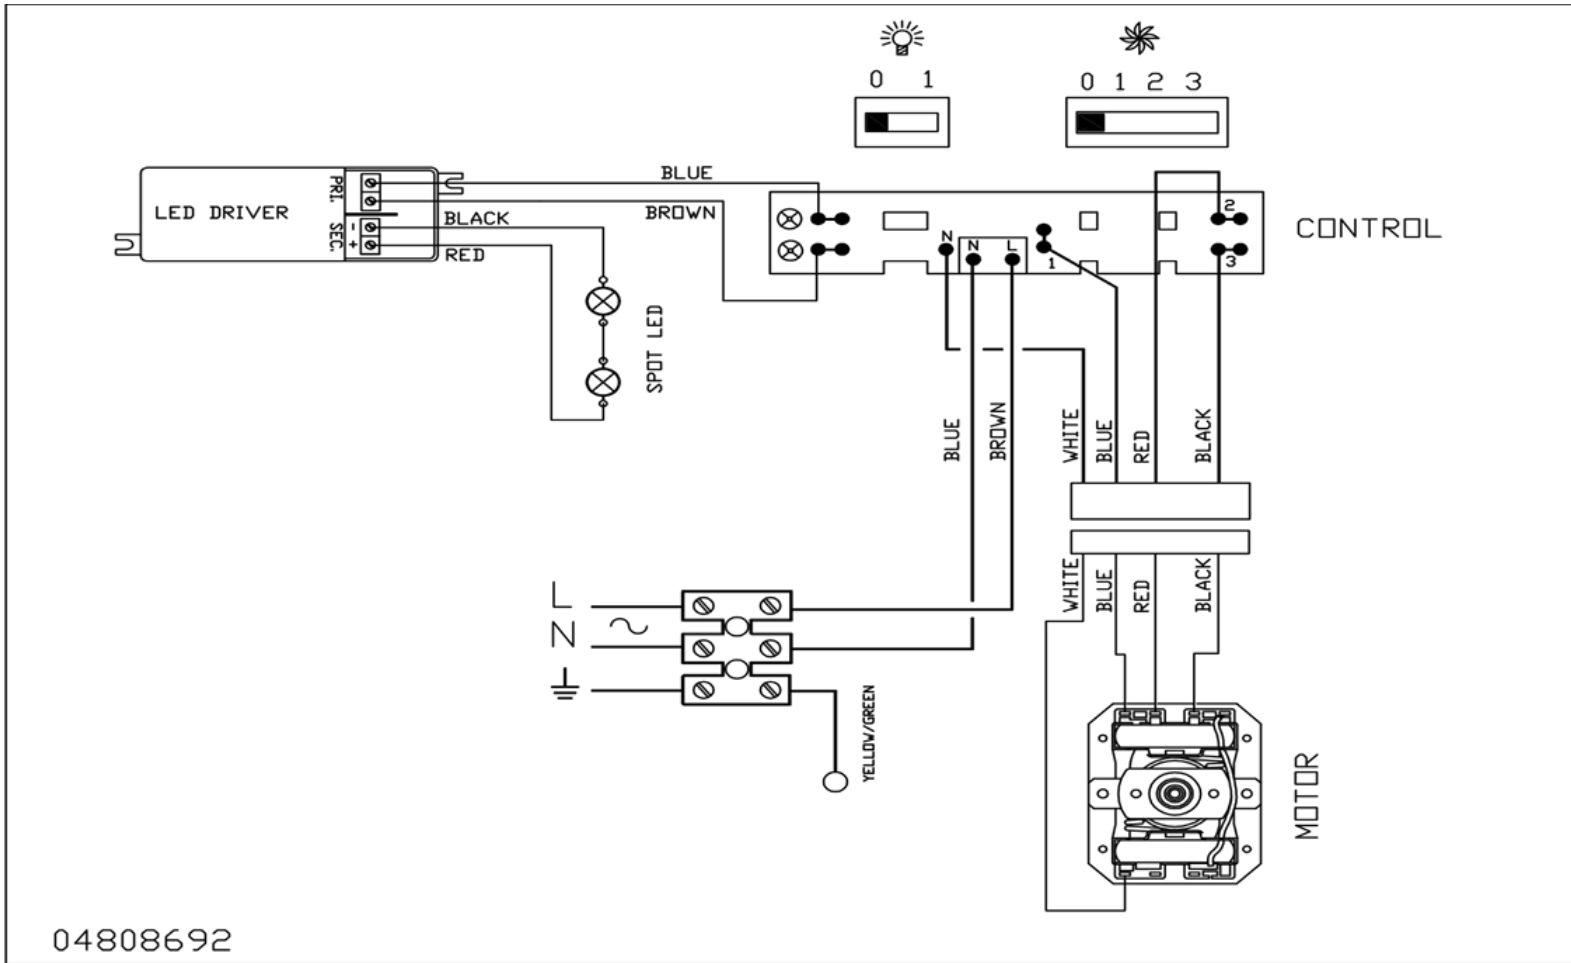 0 1
0 1 2 3
LED DRIVER
PRI.
SEC.
- +
BLUE
BROWN
BLACK
RED
SPOT LED
N
N L
1
2
3
CONTROL
BLUE
BROWN
WHITE
BLUE
RED
BLACK
WHITE
BLUE
RED
BLACK
L
N
YELLOW/GREEN
MOTOR
04808692